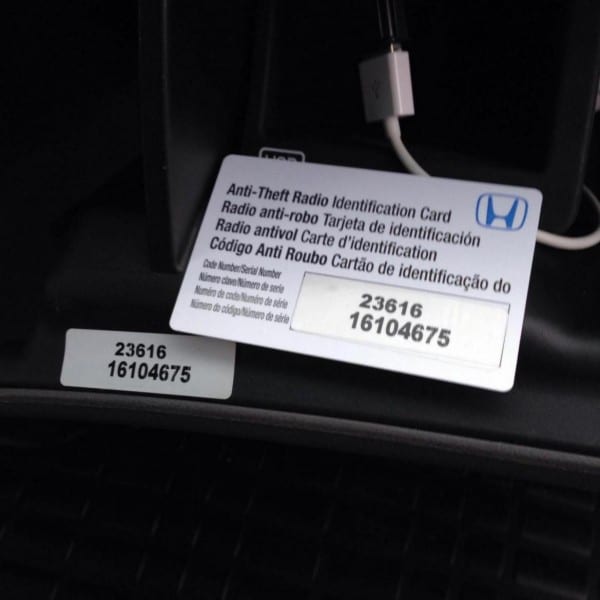 Anti-Theft Radio Identification Card
Radio anti-robo Tarjeta de identificación
Radio antivol Carte d'identification
Código Anti Roubo Cartão de identificação do
Code Number/Serial Number
Número clave/Número de serie
Numéro de code/Numéro de série
Número do código/Número de série
23616
16104675
23616
16104675